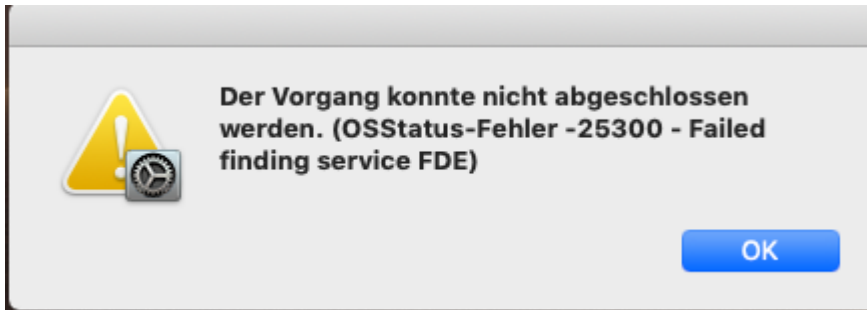 Der Vorgang konnte nicht abgeschlossen
werden. (OSStatus-Fehler -25300 - Failed
finding service FDE)
OK